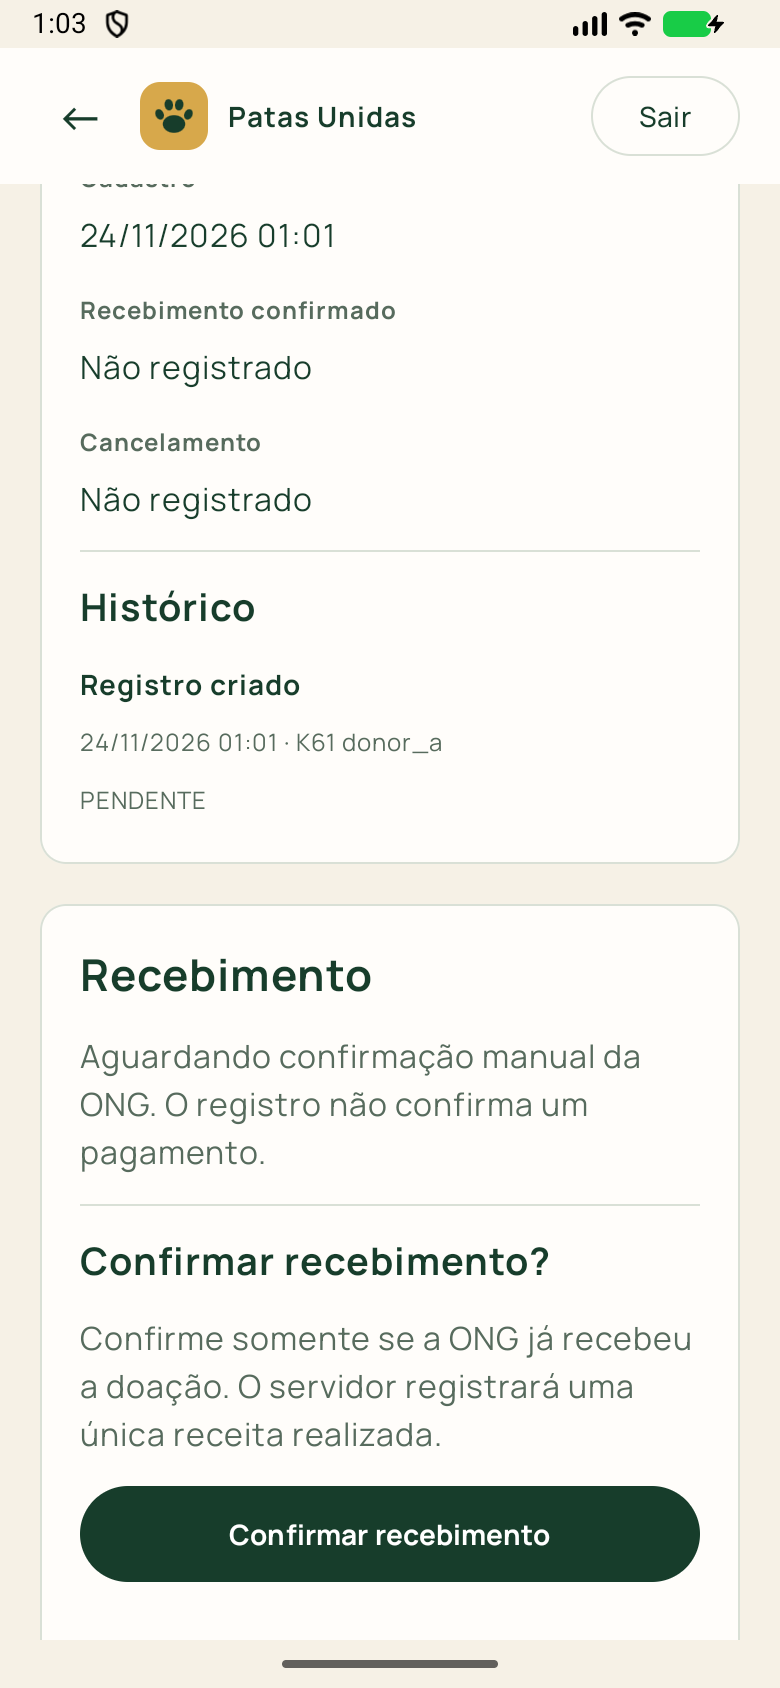 1:03
Patas Unidas
Sair
24/11/2026 01:01
Recebimento confirmado
Não registrado
Cancelamento
Não registrado
Histórico
Registro criado
24/11/2026 01:01 · K61 donor_a
PENDENTE
Recebimento
Aguardando confirmação manual da
ONG. O registro não confirma um
pagamento.
Confirmar recebimento?
Confirme somente se a ONG já recebeu
a doação. O servidor registrará uma
única receita realizada.
Confirmar recebimento